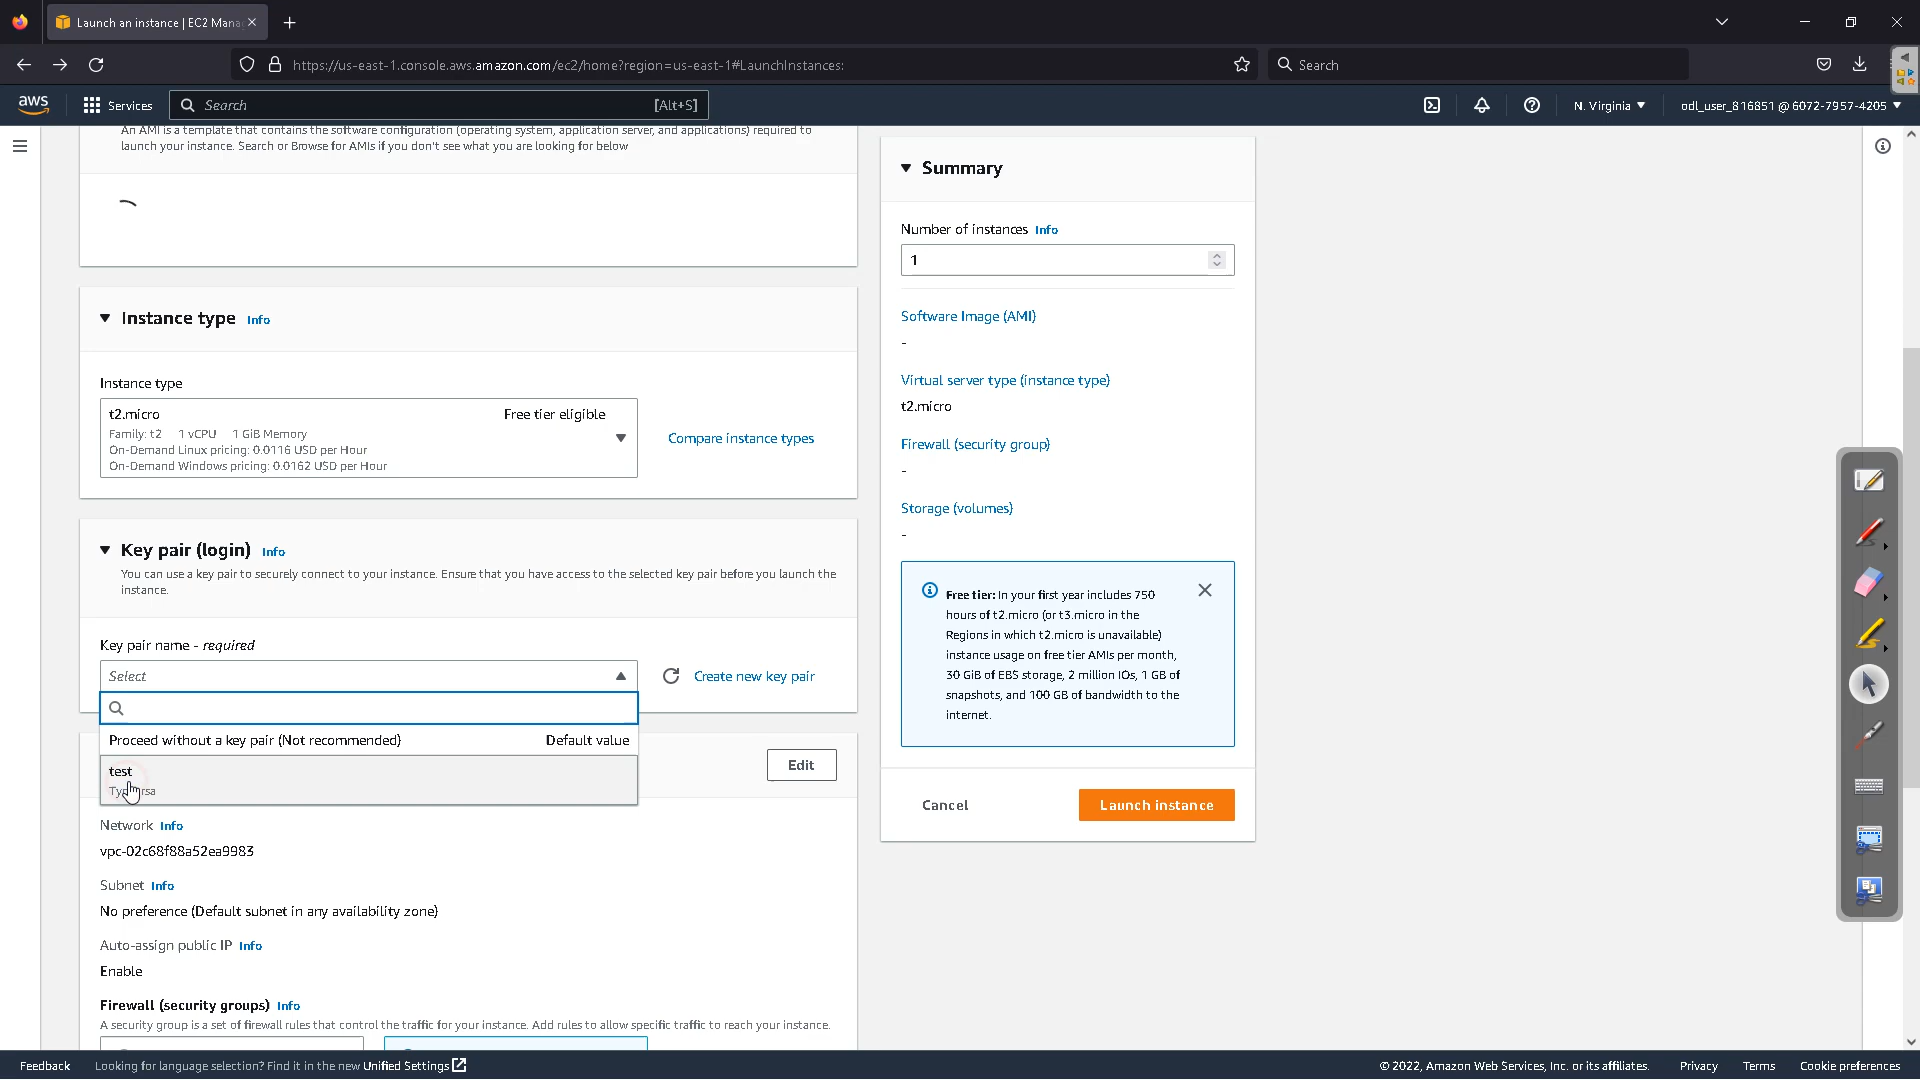 Launch an instance | EC2 Mana
https://us-east-1.console.aws.amazon.com/ec2/home?region=us-east-1#LaunchInstances:
Search
aws
Services
Search
[Alt+S]
N. Virginia
odl_user_816851 @ 6072-7957-4205
An AMI is a template that contains the software configuration (operating system, application server, and applications) required to
launch your instance. Search or Browse for AMIs if you don't see what you are looking for below
Instance type Info
Instance type
t2.micro Free tier eligible
Family: t2 1 vCPU 1 GiB Memory
On-Demand Linux pricing: 0.0116 USD per Hour
On-Demand Windows pricing: 0.0162 USD per Hour
Compare instance types
Key pair (login) Info
You can use a key pair to securely connect to your instance. Ensure that you have access to the selected key pair before you launch the
instance.
Key pair name - required
Select
Create new key pair
Proceed without a key pair (Not recommended) Default value
test
rsa
Edit
Network Info
vpc-02c68f88a52ea9983
Subnet Info
No preference (Default subnet in any availability zone)
Auto-assign public IP Info
Enable
Firewall (security groups) Info
A security group is a set of firewall rules that control the traffic for your instance. Add rules to allow specific traffic to reach your instance.
Summary
Number of instances Info
1
Software Image (AMI)
-
Virtual server type (instance type)
t2.micro
Firewall (security group)
-
Storage (volumes)
-
Free tier: In your first year includes 750
hours of t2.micro (or t3.micro in the
Regions in which t2.micro is unavailable)
instance usage on free tier AMIs per month,
30 GiB of EBS storage, 2 million IOs, 1 GB of
snapshots, and 100 GB of bandwidth to the
internet.
Cancel
Launch instance
Feedback
Looking for language selection? Find it in the new Unified Settings
© 2022, Amazon Web Services, Inc. or its affiliates.
Privacy
Terms
Cookie preferences